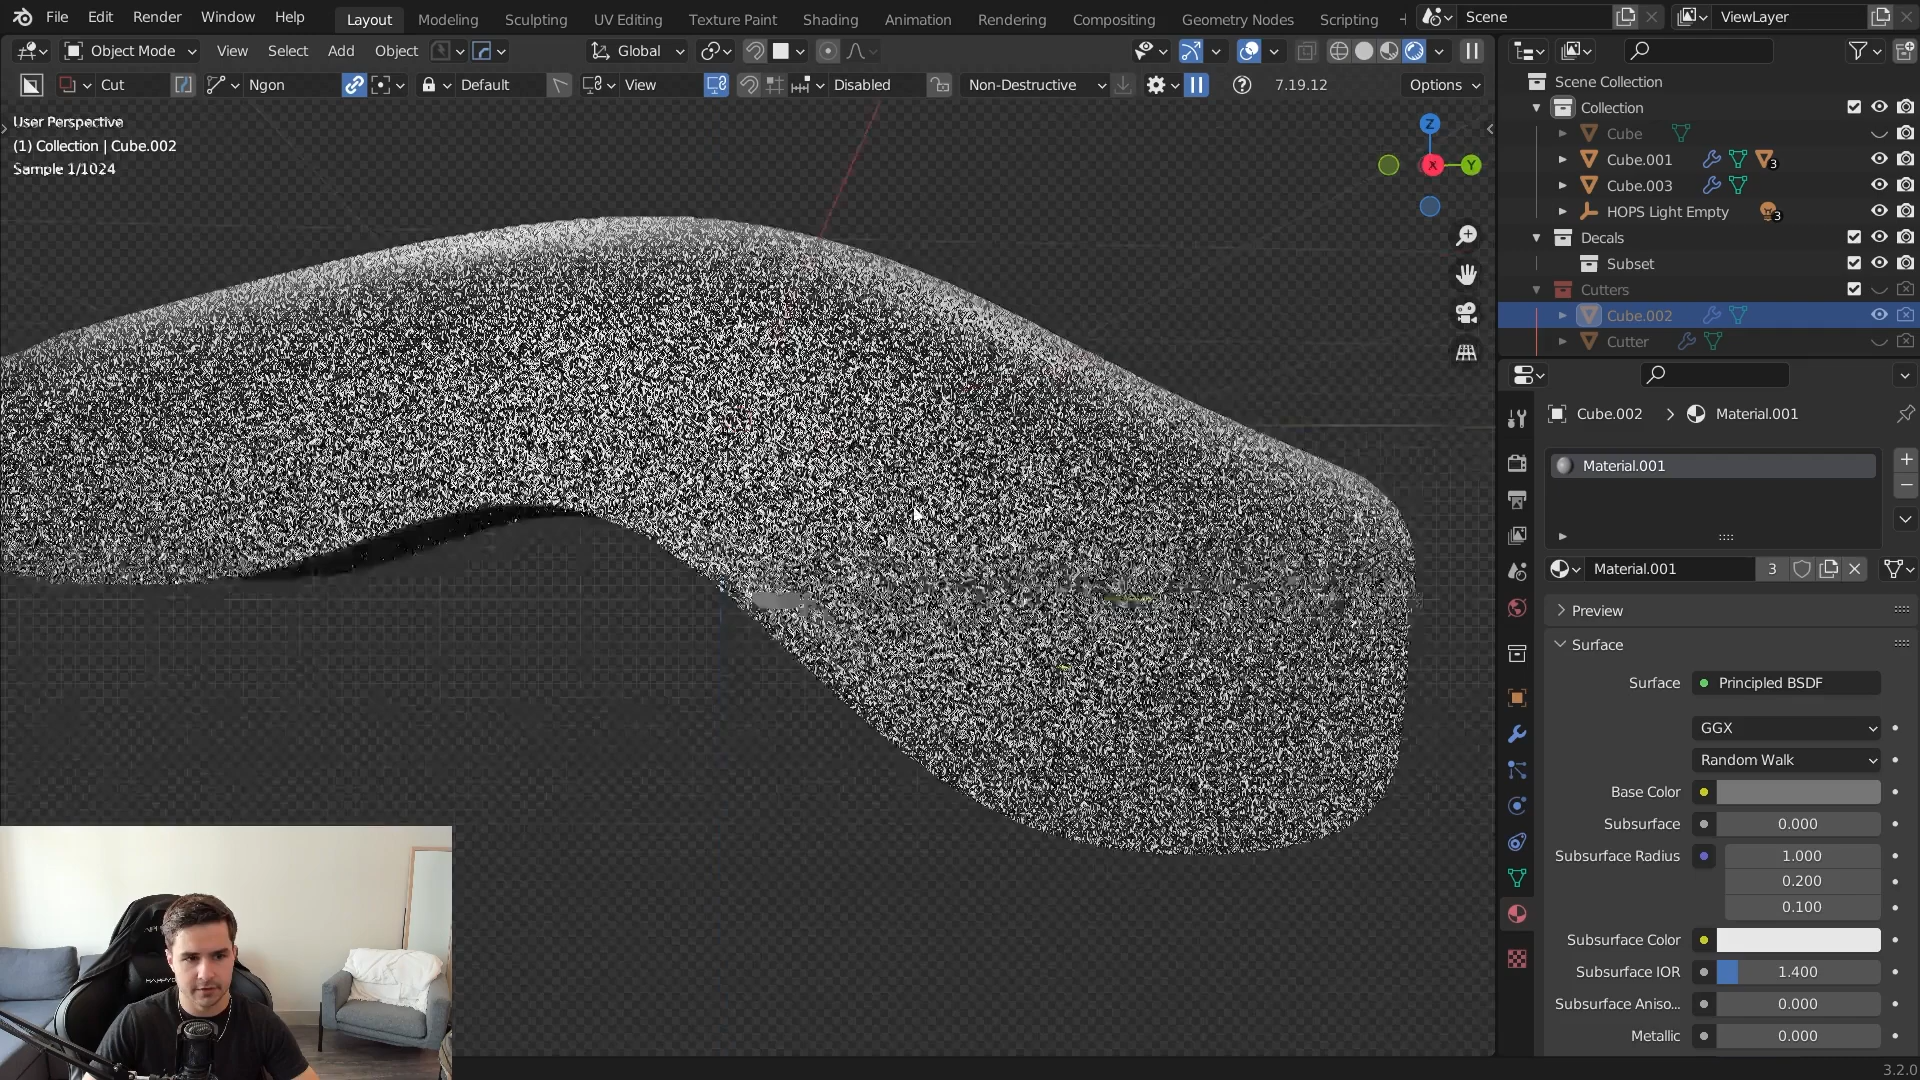 File Edit Render Window Help Layout Modeling Sculpting UV Editing Texture Paint Shading Animation Rendering Compositing Geometry Nodes Scripting + Scene ViewLayer
Object Mode View Select Add Object Global
Cut Ngon Default View Disabled Non-Destructive 7.19.12 Options
User Perspective
(1) Collection | Cube.002
Sample 1/1024
Z
X
Y
Scene Collection
Collection
Cube
Cube.001 3
Cube.003
HOPS Light Empty 3
Decals
Subset
Cutters
Cube.002
Cutter
Cube.002 > Material.001
Material.001
Material.001 3
Preview
Surface
Surface Principled BSDF
GGX
Random Walk
Base Color
Subsurface 0.000
Subsurface Radius 1.000
0.200
0.100
Subsurface Color
Subsurface IOR 1.400
Subsurface Aniso... 0.000
Metallic 0.000
3.2.0